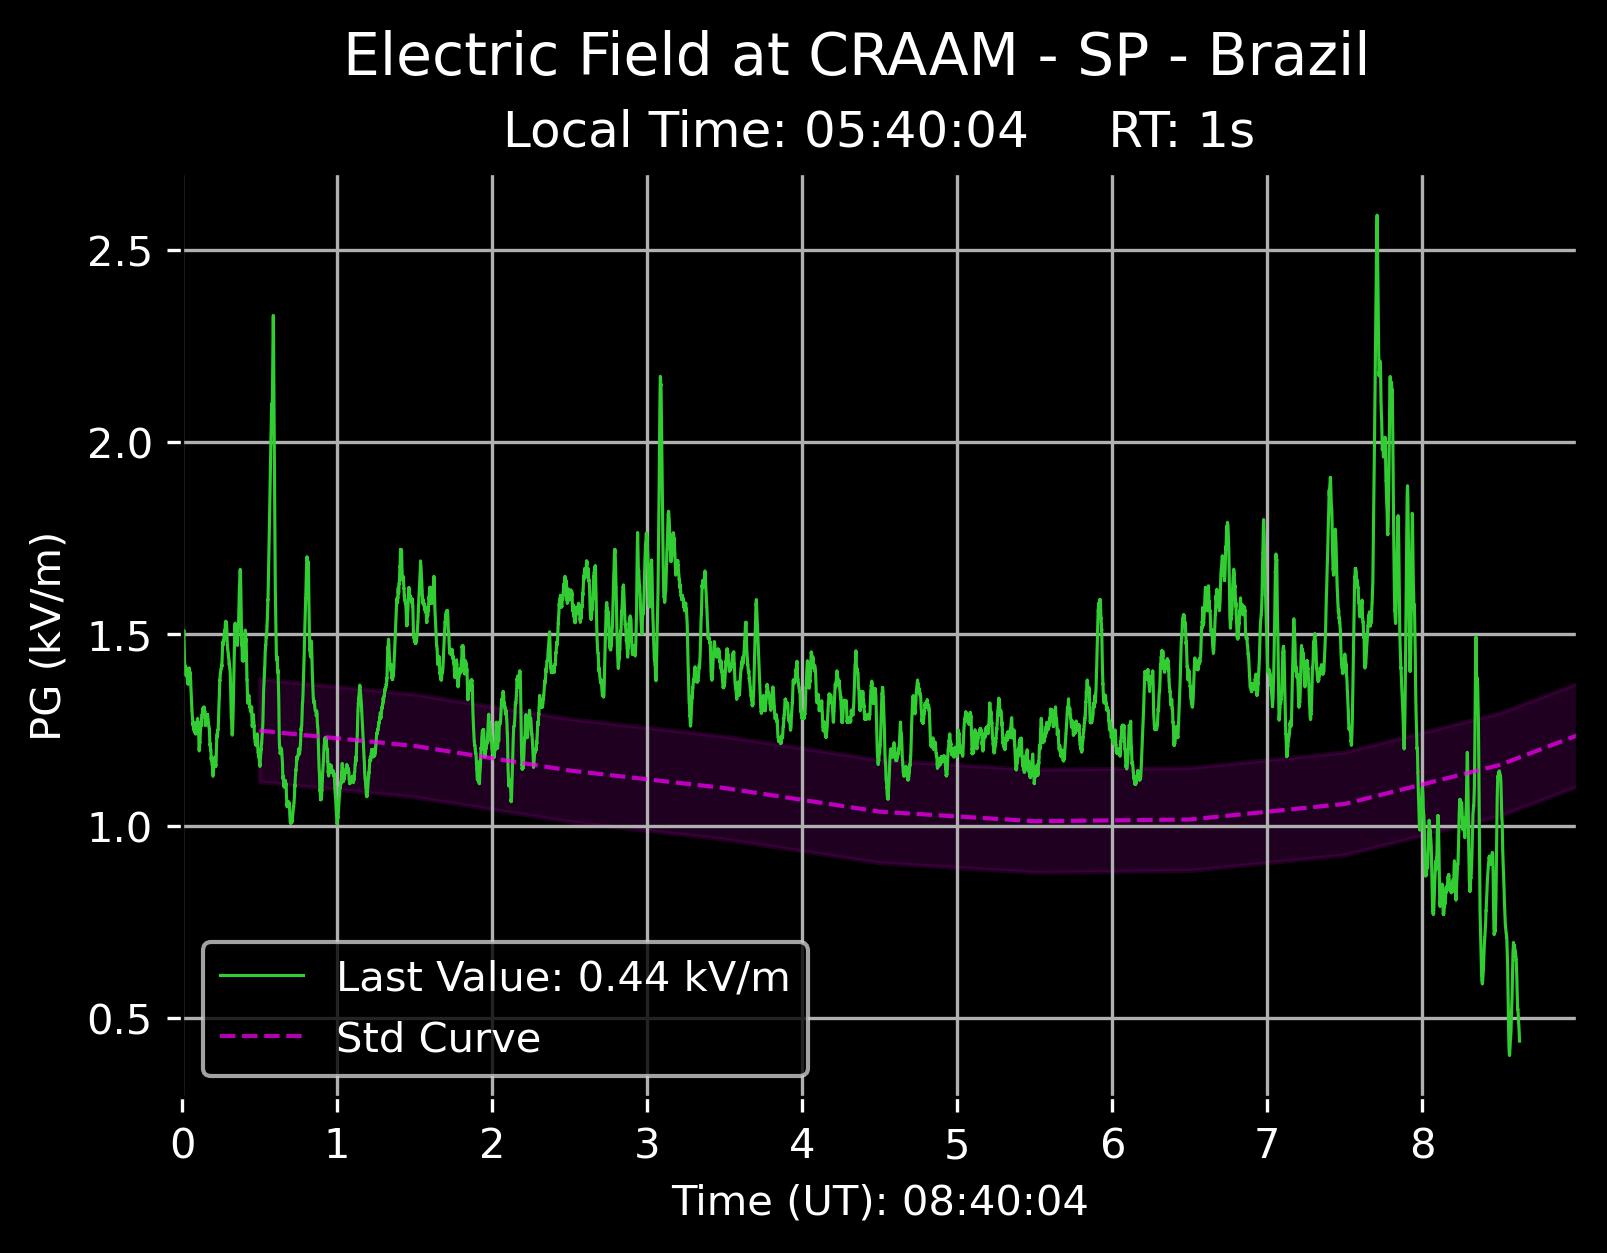 Electric Field at CRAAM - SP - Brazil
Local Time: 05:40:04 RT: 1s
PG (kV/m)
2.5
2.0
1.5
1.0
0.5
Last Value: 0.44 kV/m
Std Curve
0 1 2 3 4 5 6 7 8
Time (UT): 08:40:04